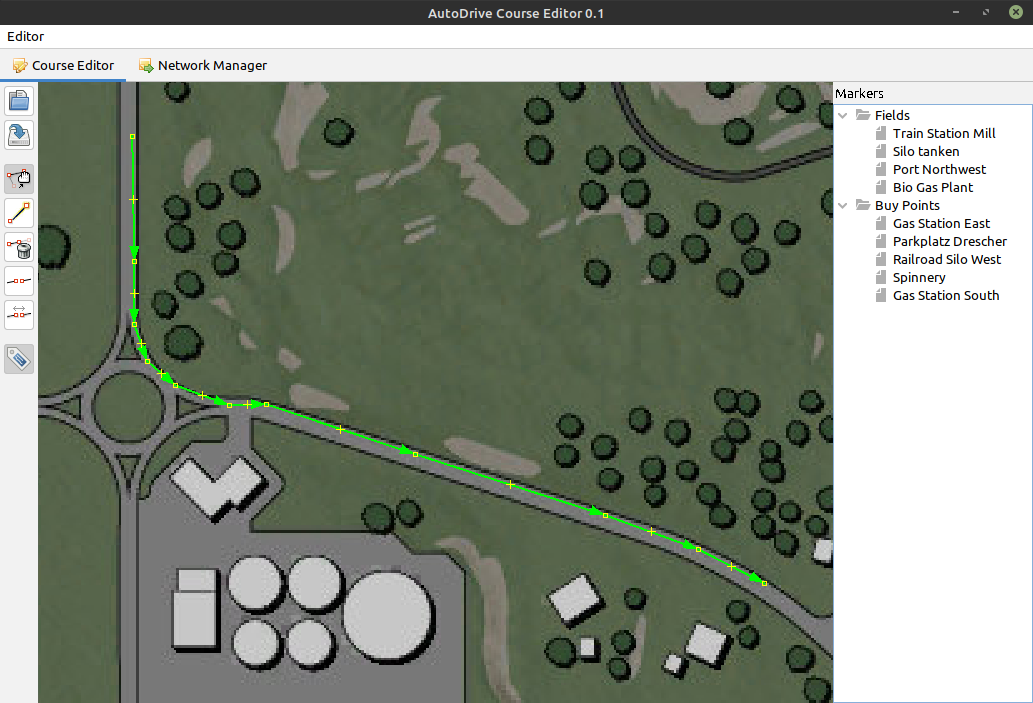 AutoDrive Course Editor 0.1
Editor
Course Editor
Network Manager
Markers
Fields
Train Station Mill
Silo tanken
Port Northwest
Bio Gas Plant
Buy Points
Gas Station East
Parkplatz Drescher
Railroad Silo West
Spinnery
Gas Station South